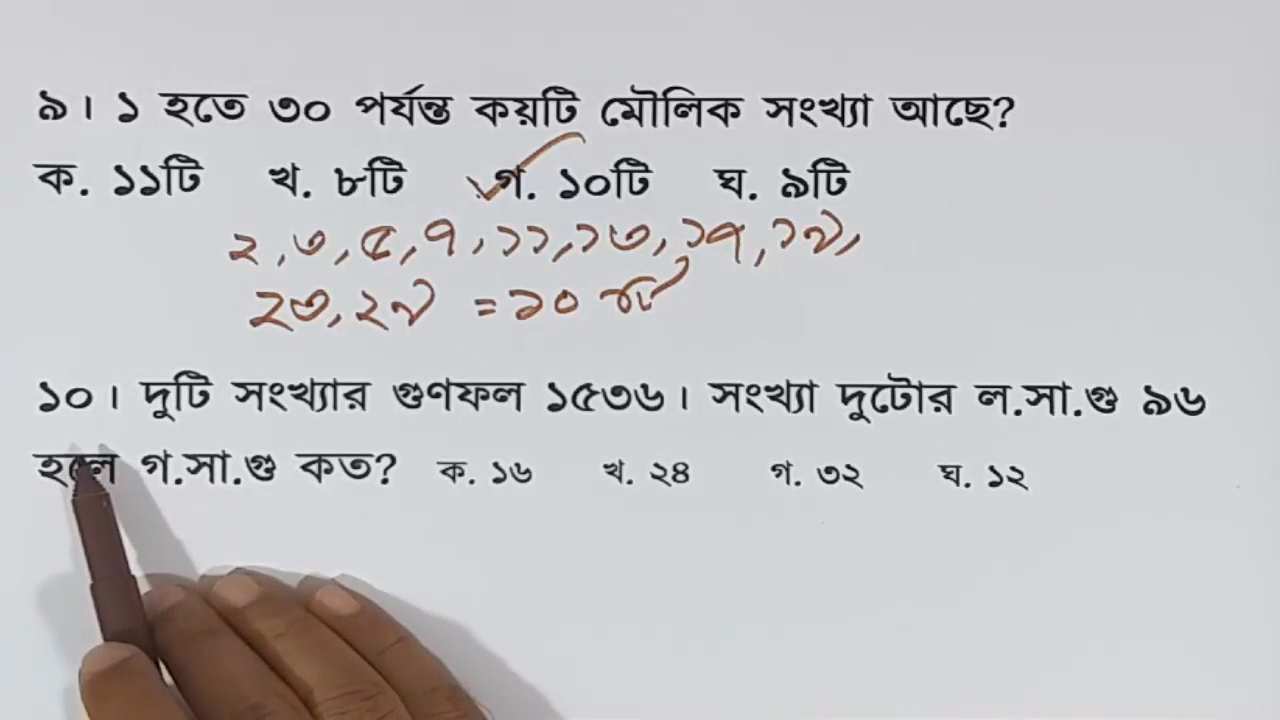 ৯। ১ হতে ৩০ পর্যন্ত কয়টি মৌলিক সংখ্যা আছে?
ক. ১১টি খ. ৮টি গ. ১০টি ঘ. ৯টি
২, ৩, ৫, ৭, ১১, ১৩, ১৭, ১৯,
২৩, ২৯ = ১০ টি
১০। দুটি সংখ্যার গুণফল ১৫৩৬। সংখ্যা দুটোর ল.সা.গু ৯৬
হলে গ.সা.গু কত? ক. ১৬ খ. ২৪ গ. ৩২ ঘ. ১২